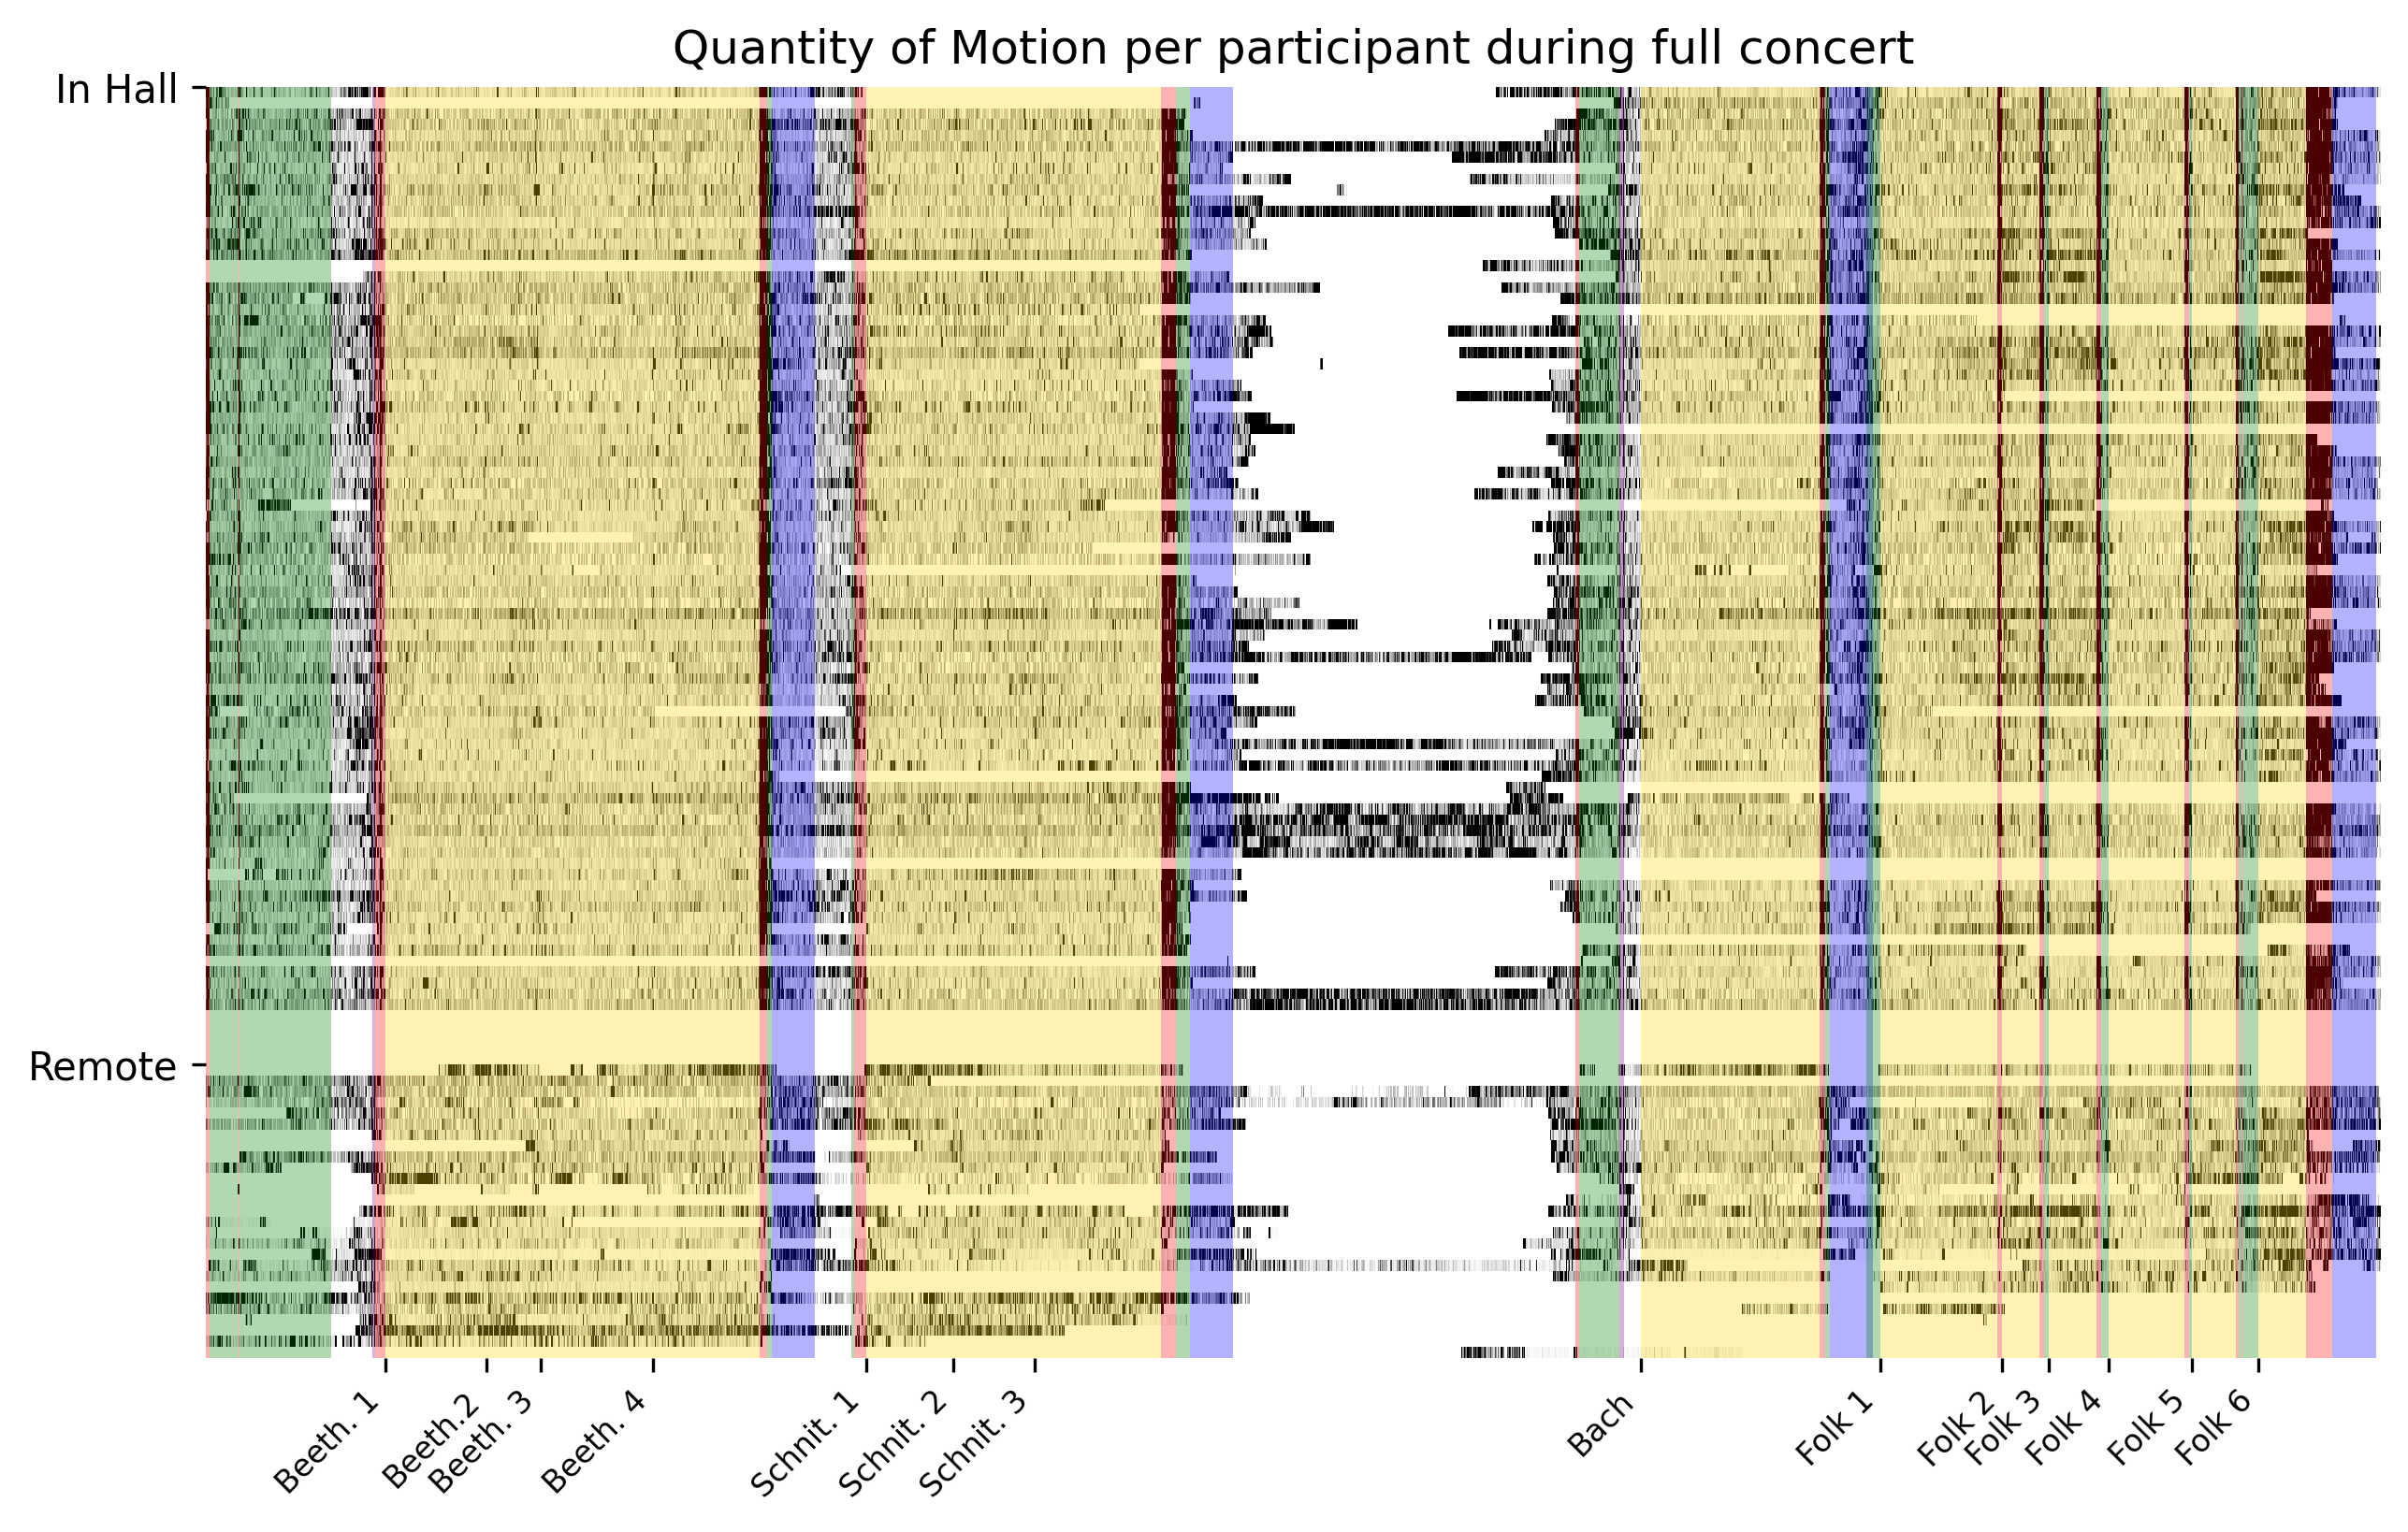 Quantity of Motion per participant during full concert
In Hall
Remote
Beeth. 1
Beeth.2
Beeth. 3
Beeth. 4
Schnit. 1
Schnit. 2
Schnit. 3
Bach
Folk 1
Folk 2
Folk 3
Folk 4
Folk 5
Folk 6